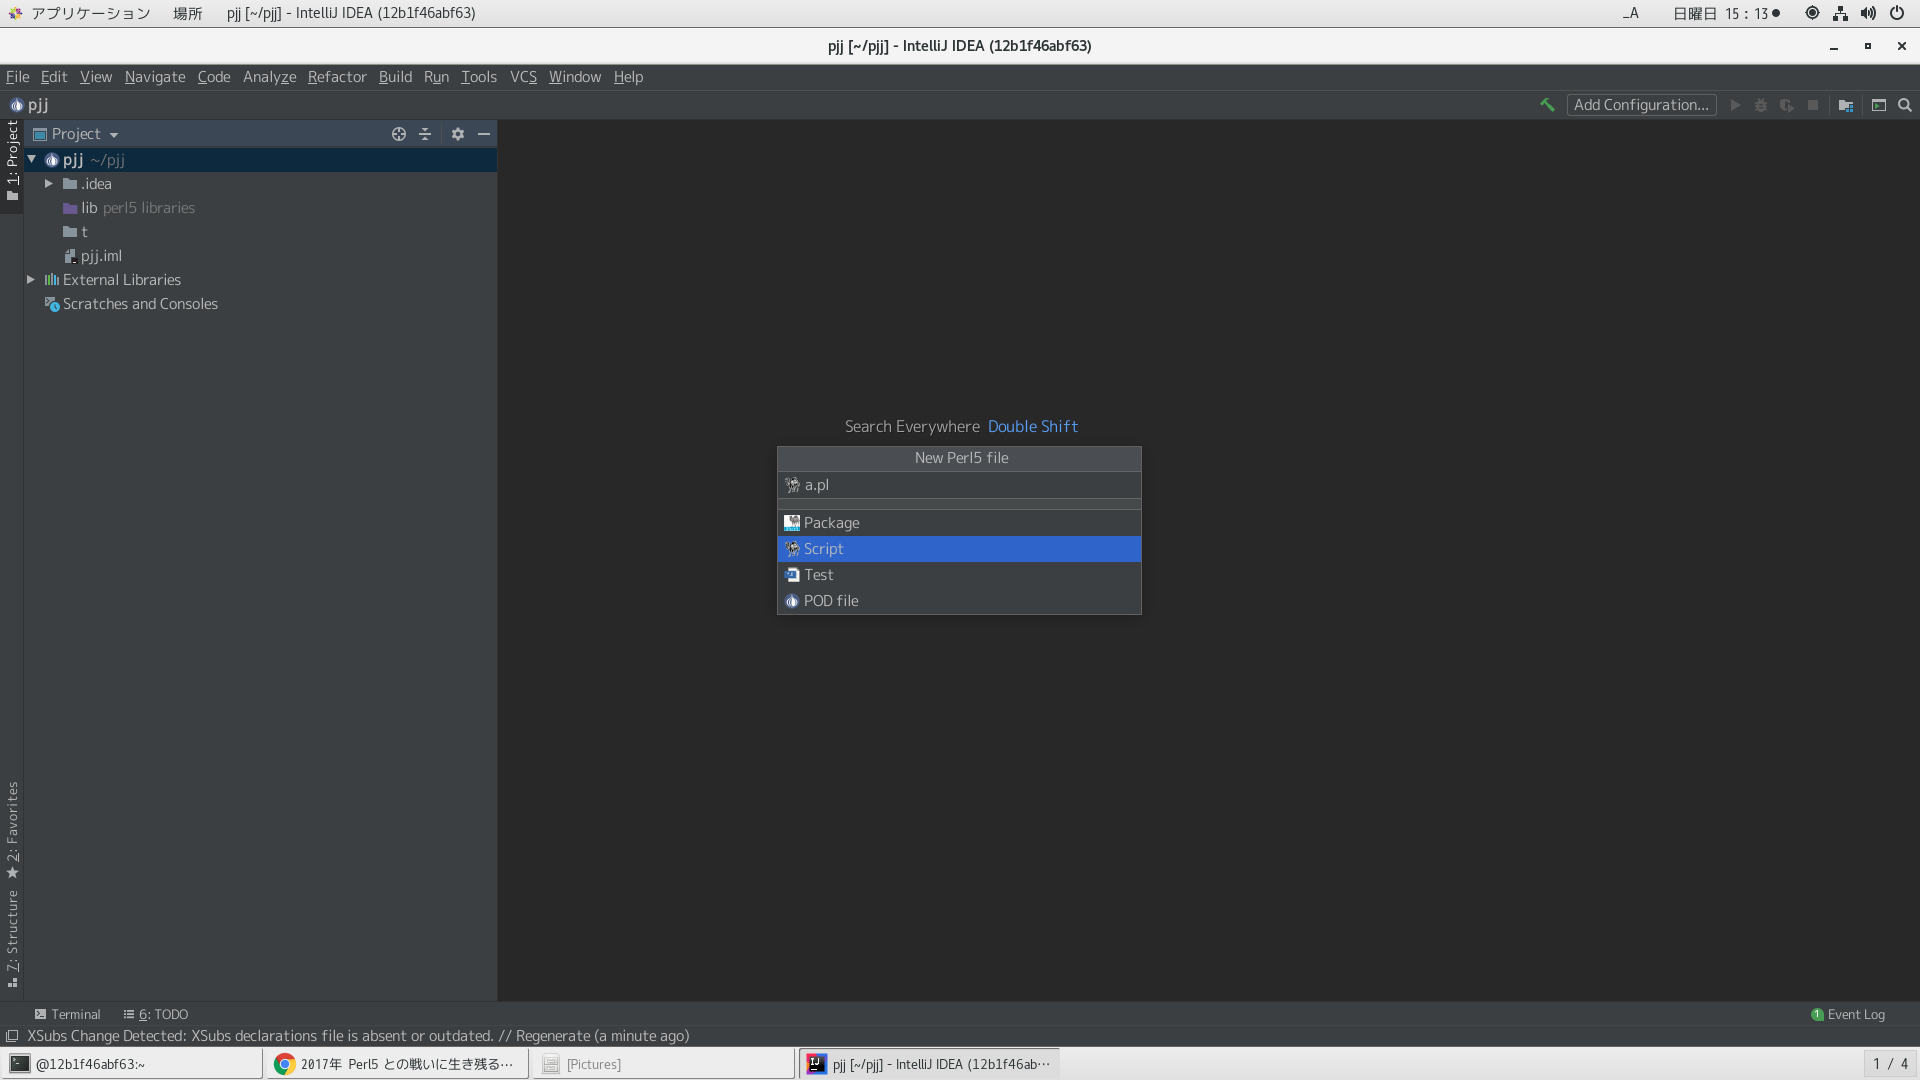 アプリケーション 場所 pjj [~/pjj] - IntelliJ IDEA (12b1f46abf63) _A 日曜日 15：13●
pjj [~/pjj] - IntelliJ IDEA (12b1f46abf63)
File Edit View Navigate Code Analyze Refactor Build Run Tools VCS Window Help
pjj Add Configuration...
1: Project
Project
pjj ~/pjj
.idea
lib perl5 libraries
t
pjj.iml
External Libraries
Scratches and Consoles
Search Everywhere Double Shift
New Perl5 file
a.pl
Package
Script
Test
POD file
2: Favorites
7: Structure
Terminal 6: TODO 1 Event Log
XSubs Change Detected: XSubs declarations file is absent or outdated. // Regenerate (a minute ago)
@12b1f46abf63:~ 2017年 Perl5 との戦いに生き残る… [Pictures] pjj [~/pjj] - IntelliJ IDEA (12b1f46ab… 1 / 4